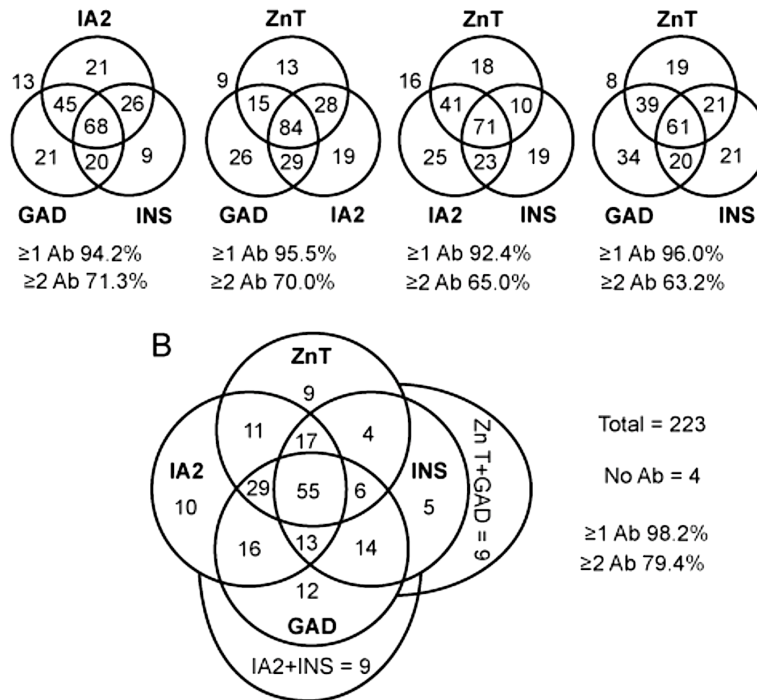 IA2 ZnT ZnT ZnT
13 21 9 13 16 18 8 19
45 26 15 28 41 10 39 21
68 84 71 61
21 20 9 26 29 19 25 23 19 34 20 21
GAD INS GAD IA2 IA2 INS GAD INS
≥1 Ab 94.2% ≥1 Ab 95.5% ≥1 Ab 92.4% ≥1 Ab 96.0%
≥2 Ab 71.3% ≥2 Ab 70.0% ≥2 Ab 65.0% ≥2 Ab 63.2%
B
ZnT
9
11 17 4
IA2 INS
29 55 6
10 5
16 13 14
12
GAD
IA2+INS = 9
Zn T+GAD = 9
Total = 223
No Ab = 4
≥1 Ab 98.2%
≥2 Ab 79.4%